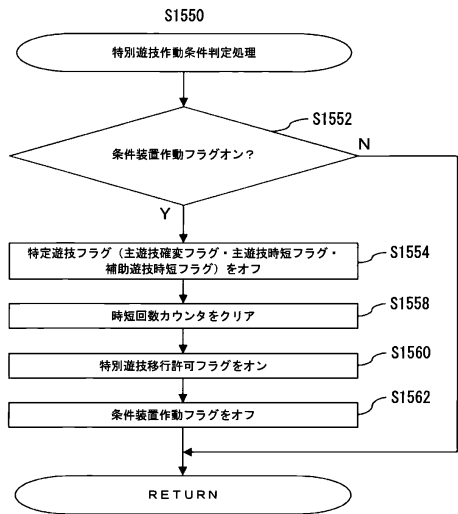 S1550
特別遊技作動条件判定処理
S1552
条件装置作動フラグオン？
N
Y
特定遊技フラグ（主遊技確変フラグ・主遊技時短フラグ・
補助遊技時短フラグ）をオフ
S1554
時短回数カウンタをクリア
S1558
特別遊技移行許可フラグをオン
S1560
条件装置作動フラグをオフ
S1562
ＲＥＴＵＲＮ